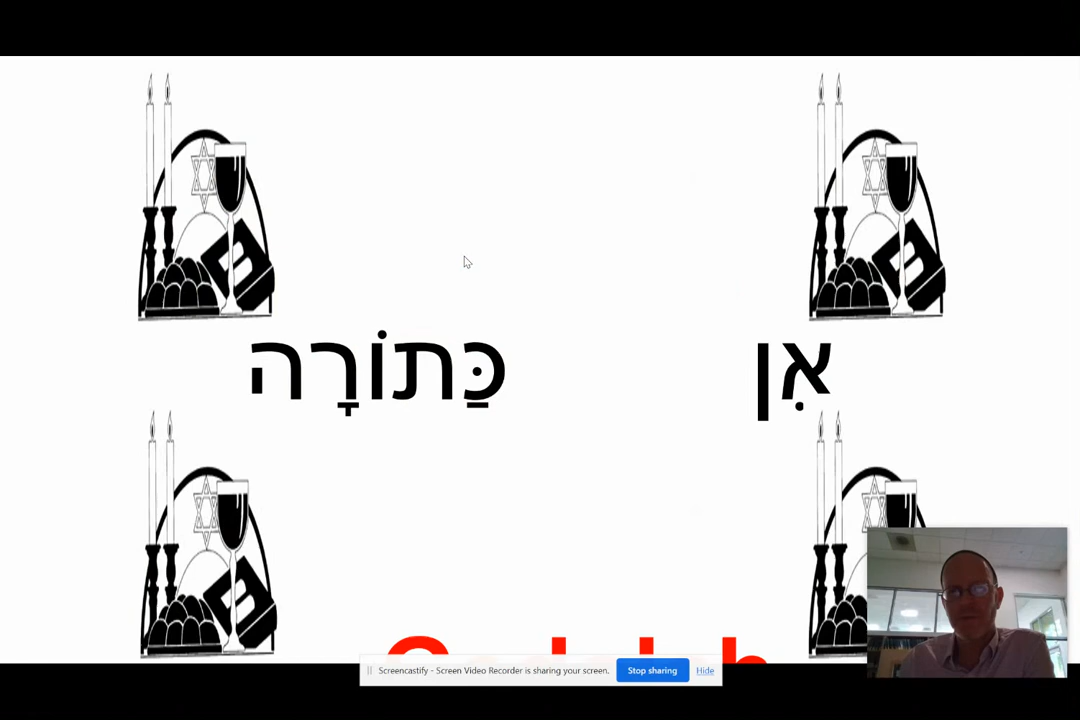 אִן כַּתוֹרָה
Screencastify - Screen Video Recorder is sharing your screen. Stop sharing Hide